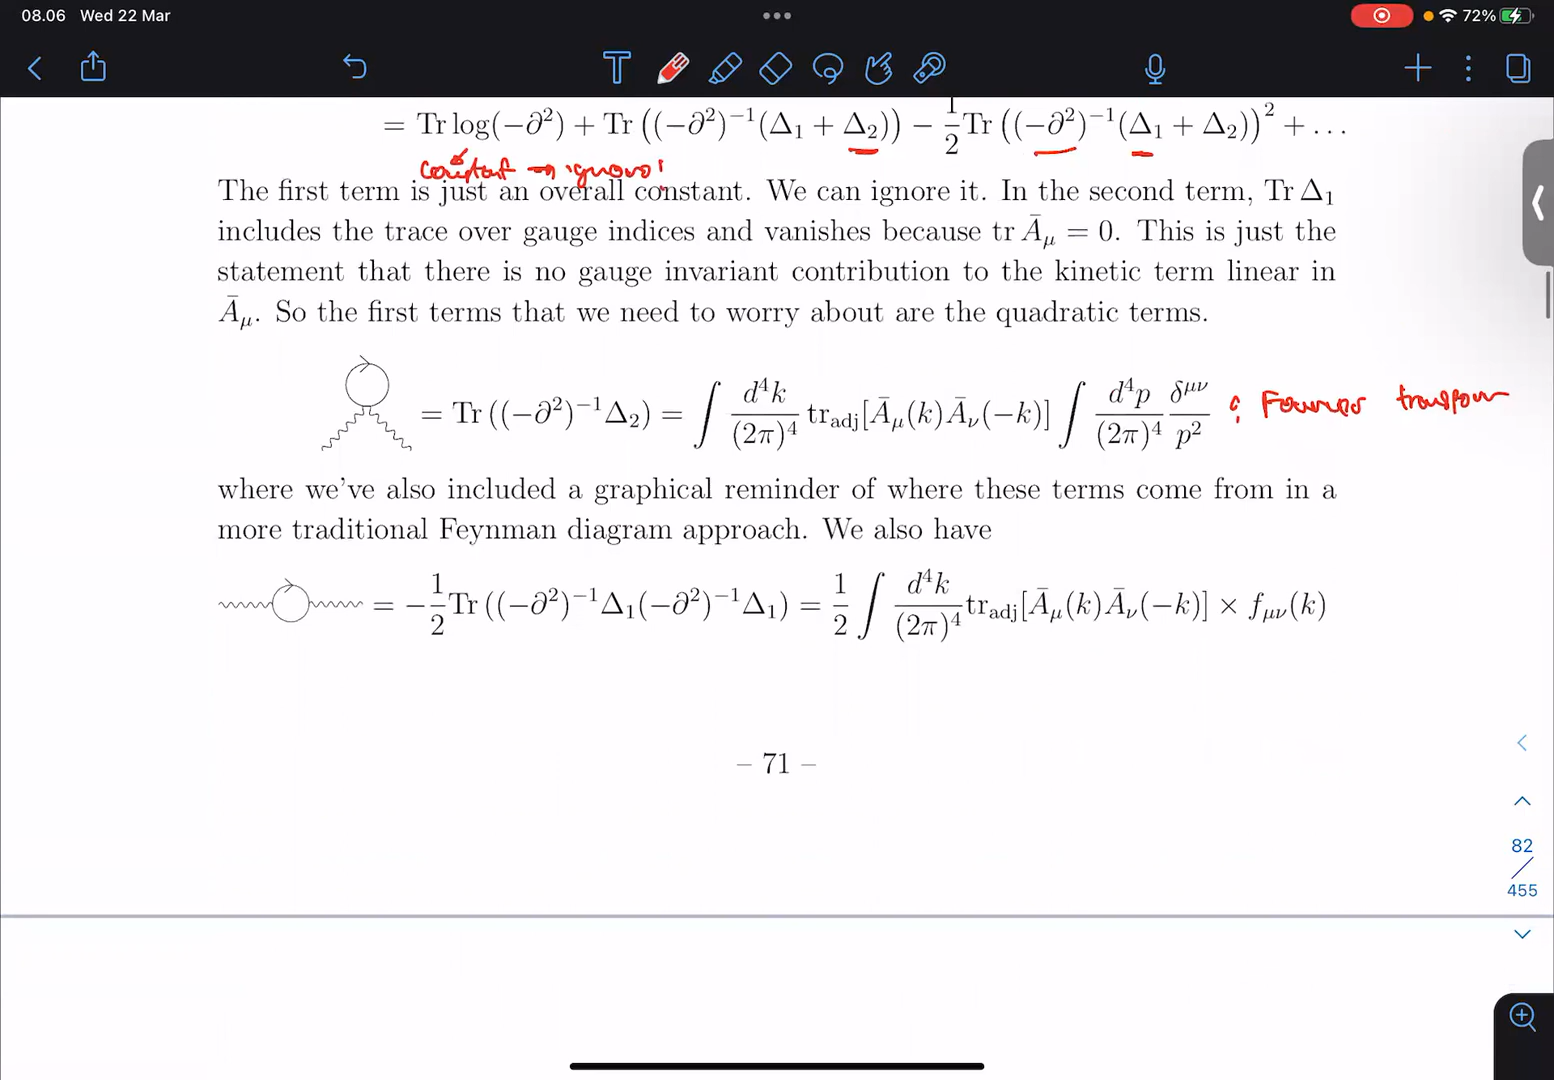 08.06 Wed 22 Mar
72%
= Tr log(−∂²) + Tr ((−∂²)⁻¹(Δ₁ + Δ₂)) − 1/2 Tr ((−∂²)⁻¹(Δ₁ + Δ₂))² + ...
constant → ignore!
The first term is just an overall constant. We can ignore it. In the second term, Tr Δ₁
includes the trace over gauge indices and vanishes because tr Āμ = 0. This is just the
statement that there is no gauge invariant contribution to the kinetic term linear in
Āμ. So the first terms that we need to worry about are the quadratic terms.
= Tr ((−∂²)⁻¹Δ₂) = ∫ d⁴k/(2π)⁴ tr_adj[Āμ(k)Āν(−k)] ∫ d⁴p/(2π)⁴ δ^μν/p² : Fourier transform
where we've also included a graphical reminder of where these terms come from in a
more traditional Feynman diagram approach. We also have
= −1/2 Tr ((−∂²)⁻¹Δ₁(−∂²)⁻¹Δ₁) = 1/2 ∫ d⁴k/(2π)⁴ tr_adj[Āμ(k)Āν(−k)] × fμν(k)
– 71 –
82
455